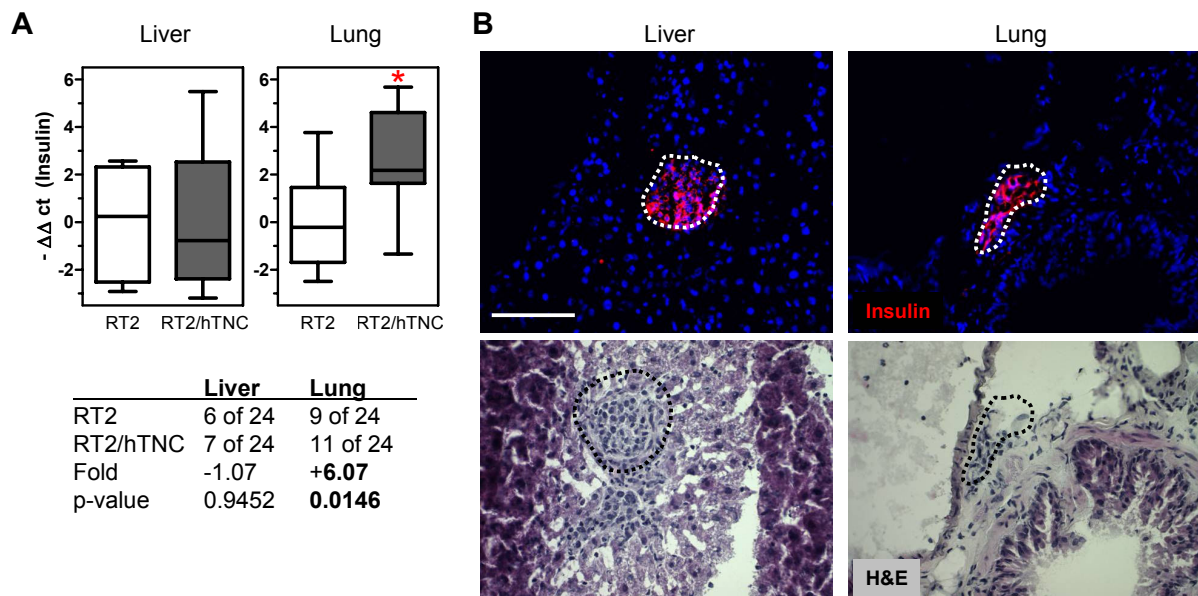 A
Liver
Lung
- ΔΔ ct (Insulin)
6
4
2
0
-2
RT2
RT2/hTNC
6
4
2
0
-2
RT2
RT2/hTNC
Liver Lung
RT2 6 of 24 9 of 24
RT2/hTNC 7 of 24 11 of 24
Fold -1.07 +6.07
p-value 0.9452 0.0146
*
B
Liver
Lung
Insulin
H&E